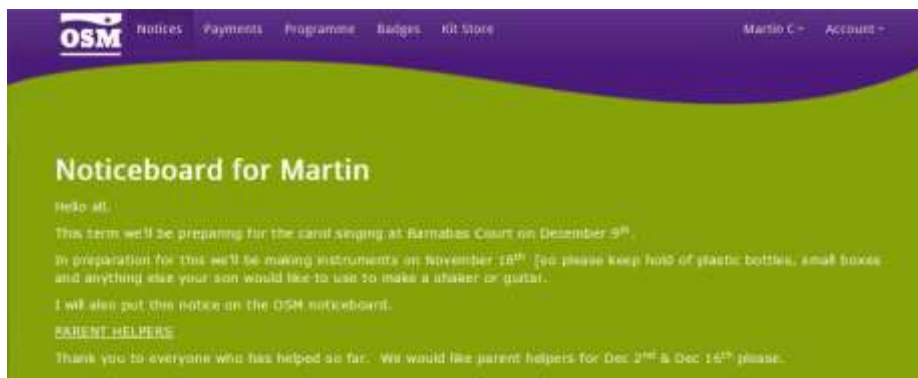 OSM Notices Payments Programme Badges Kit Store Martin C Account
Noticeboard for Martin
Hello all,
This term we'll be preparing for the carol singing at Barnabas Court on December 9th.
In preparation for this we'll be making instruments on November 18th [so please keep hold of plastic bottles, small boxes
and anything else your son would like to use to make a shaker or guitar.
I will also put this notice on the OSM noticeboard.
PARENT HELPERS
Thank you to everyone who has helped so far. We would like parent helpers for Dec 2nd & Dec 16th please.